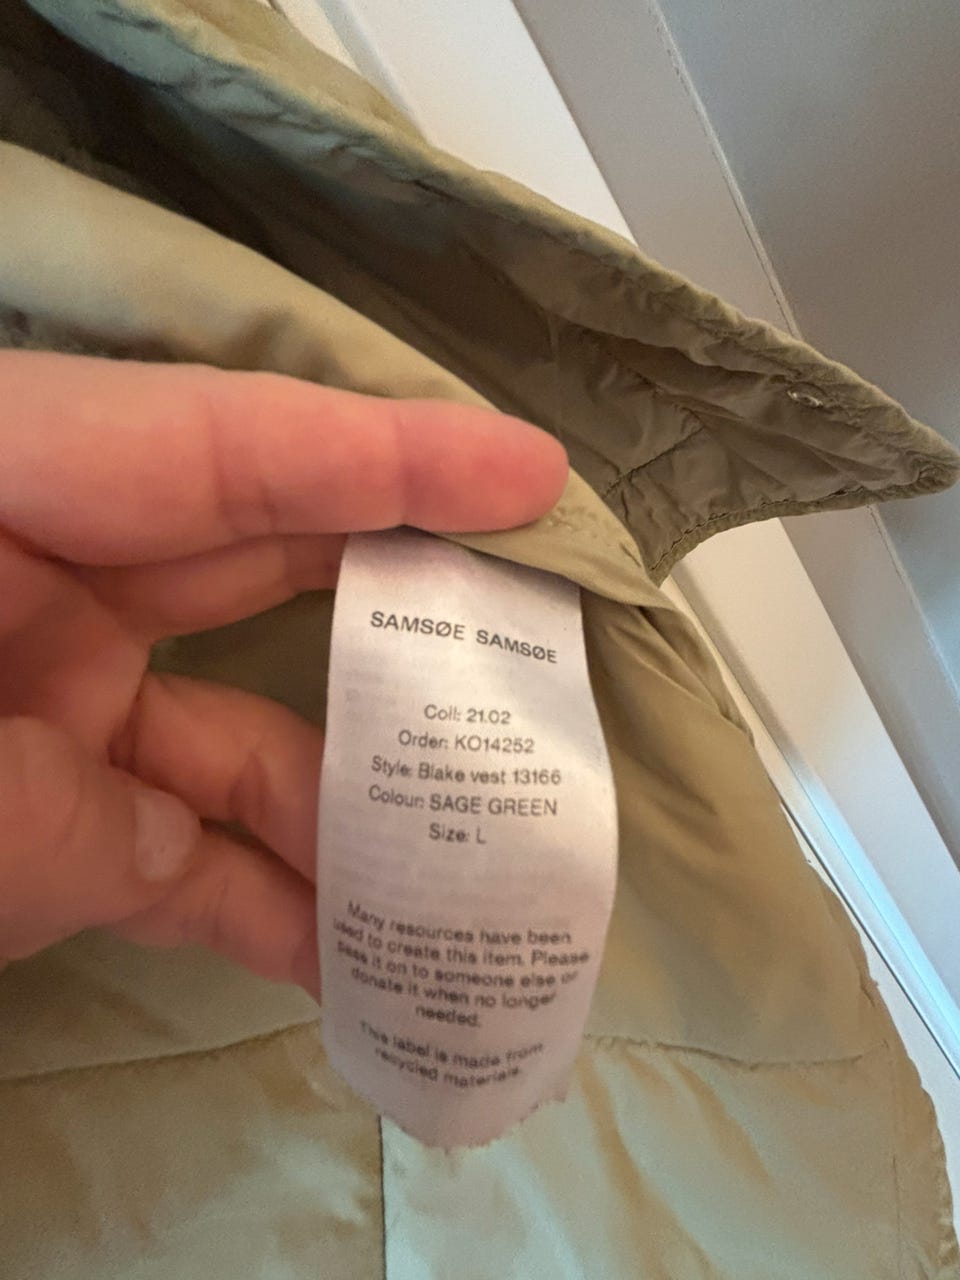 SAMSØE SAMSØE
Coll: 21.02
Order: KO14252
Style: Blake vest 13166
Colour: SAGE GREEN
Size: L
Many resources have been
used to create this item. Please
pass it on to someone else or
donate it when no longer
needed.
This label is made from
recycled materials.